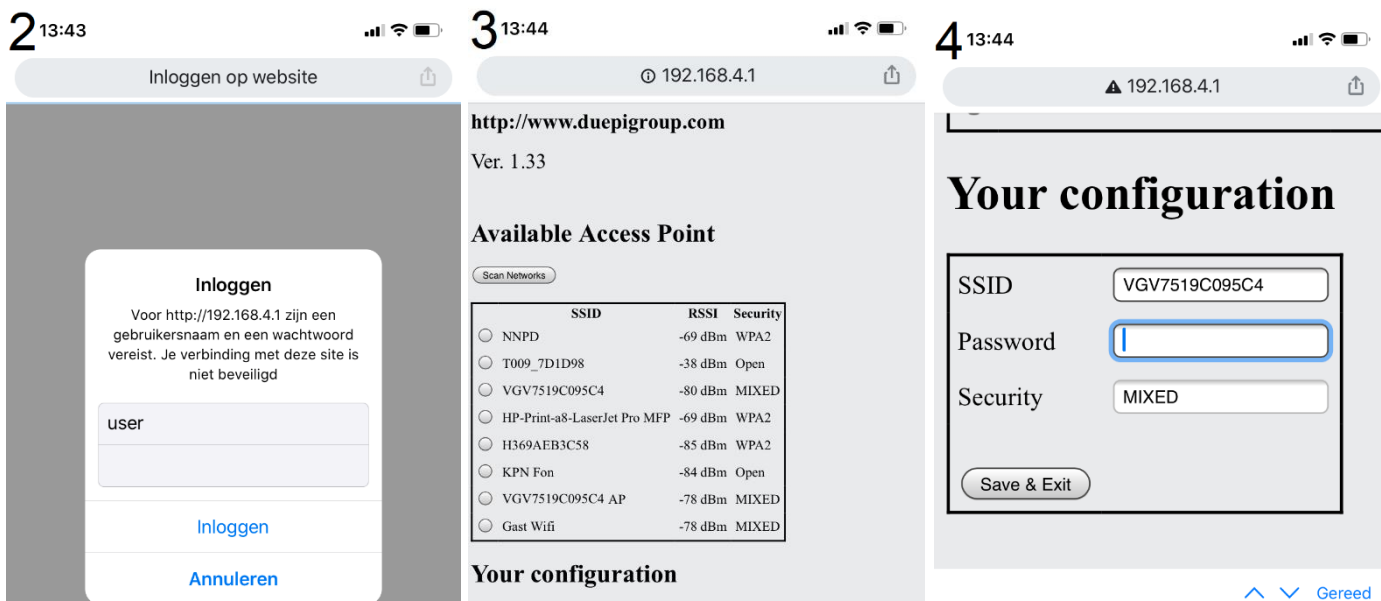 2 13:43
Inloggen op website
Inloggen
Voor http://192.168.4.1 zijn een
gebruikersnaam en een wachtwoord
vereist. Je verbinding met deze site is
niet beveiligd
user
Inloggen
Annuleren
3 13:44
192.168.4.1
http://www.duepigroup.com
Ver. 1.33
Available Access Point
Scan Networks
SSID RSSI Security
NNPD -69 dBm WPA2
T009_7D1D98 -38 dBm Open
VGV7519C095C4 -80 dBm MIXED
HP-Print-a8-LaserJet Pro MFP -69 dBm WPA2
H369AEB3C58 -85 dBm WPA2
KPN Fon -84 dBm Open
VGV7519C095C4 AP -78 dBm MIXED
Gast Wifi -78 dBm MIXED
Your configuration
4 13:44
192.168.4.1
Your configuration
SSID VGV7519C095C4
Password
Security MIXED
Save & Exit
Gereed